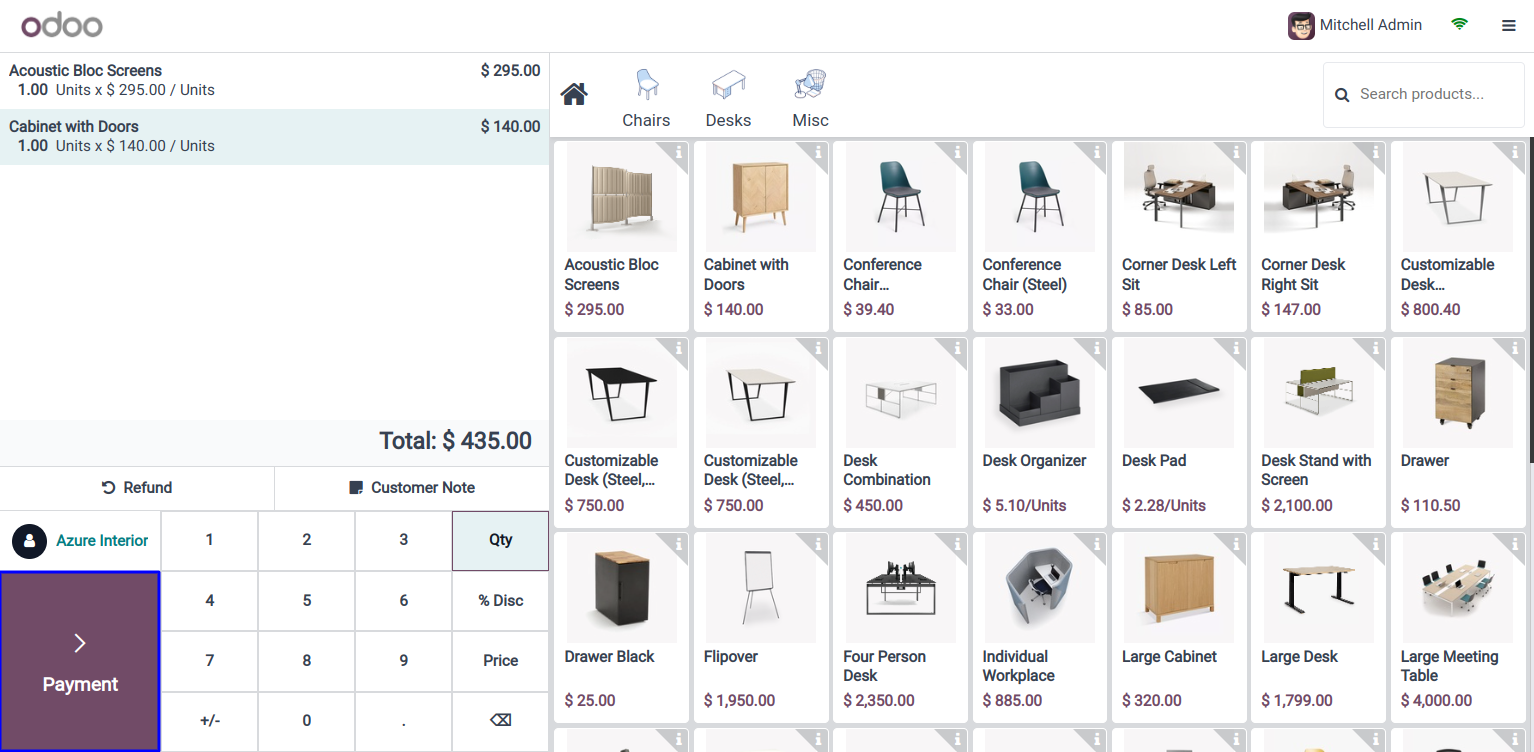 odoo
Mitchell Admin
Acoustic Bloc Screens $ 295.00
1.00 Units x $ 295.00 / Units
Cabinet with Doors $ 140.00
1.00 Units x $ 140.00 / Units
Total: $ 435.00
Refund Customer Note
Azure Interior 1 2 3 Qty
4 5 6 % Disc
Payment
7 8 9 Price
+/- 0 .
Chairs Desks Misc
Search products...
Acoustic Bloc
Screens
$ 295.00
Cabinet with
Doors
$ 140.00
Conference
Chair...
$ 39.40
Conference
Chair (Steel)
$ 33.00
Corner Desk Left
Sit
$ 85.00
Corner Desk
Right Sit
$ 147.00
Customizable
Desk...
$ 800.40
Customizable
Desk (Steel,...
$ 750.00
Customizable
Desk (Steel,...
$ 750.00
Desk
Combination
$ 450.00
Desk Organizer
$ 5.10/Units
Desk Pad
$ 2.28/Units
Desk Stand with
Screen
$ 2,100.00
Drawer
$ 110.50
Drawer Black
$ 25.00
Flipover
$ 1,950.00
Four Person
Desk
$ 2,350.00
Individual
Workplace
$ 885.00
Large Cabinet
$ 320.00
Large Desk
$ 1,799.00
Large Meeting
Table
$ 4,000.00